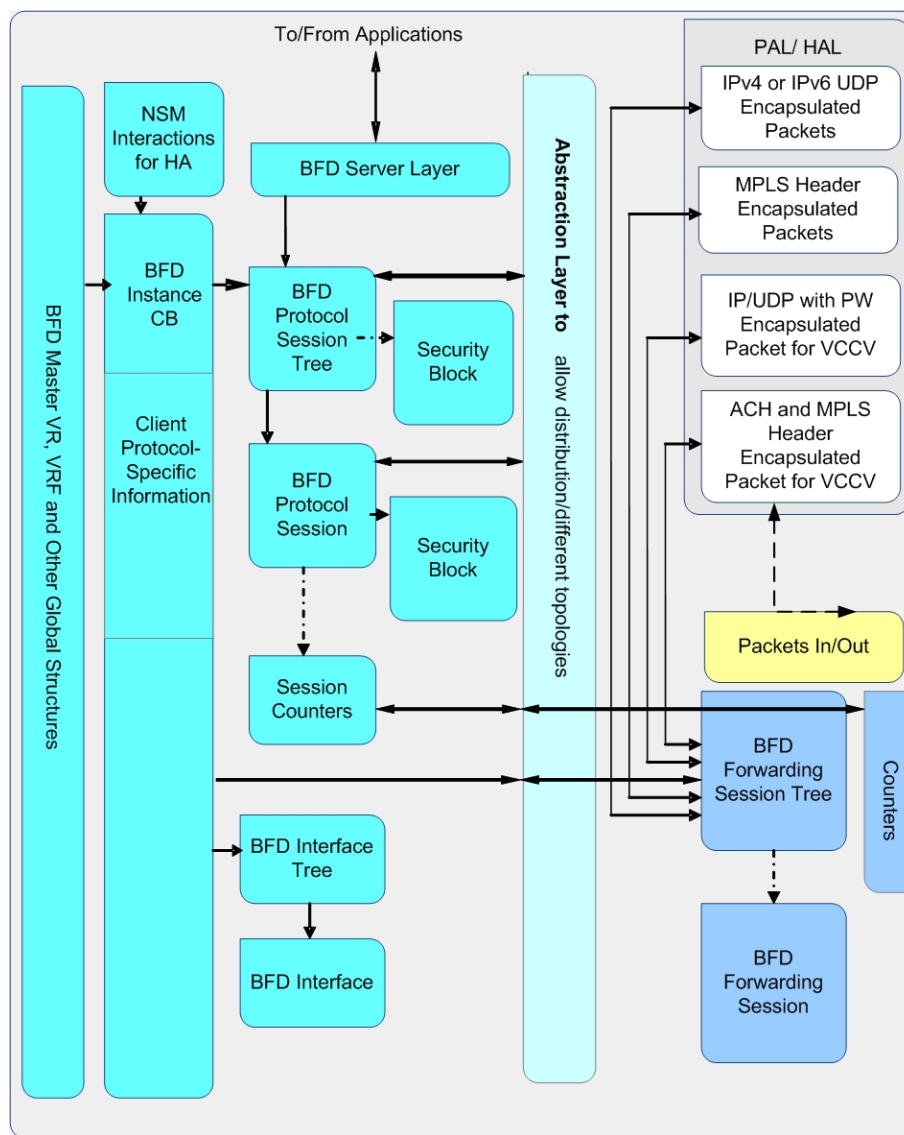 To/From Applications
PAL/ HAL
NSM
Interactions
for HA
BFD Server Layer
IPv4 or IPv6 UDP
Encapsulated
Packets
MPLS Header
Encapsulated
Packets
IP/UDP with PW
Encapsulated
Packet for VCCV
ACH and MPLS
Header
Encapsulated
Packet for VCCV
BFD Master VR, VRF and Other Global Structures
BFD
Instance
CB
Client
Protocol-
Specific
Information
BFD
Protocol
Session
Tree
Security
Block
BFD
Protocol
Session
Security
Block
Session
Counters
BFD Interface
Tree
BFD Interface
Abstraction Layer to allow distribution/different topologies
Packets In/Out
BFD
Forwarding
Session Tree
Counters
BFD
Forwarding
Session